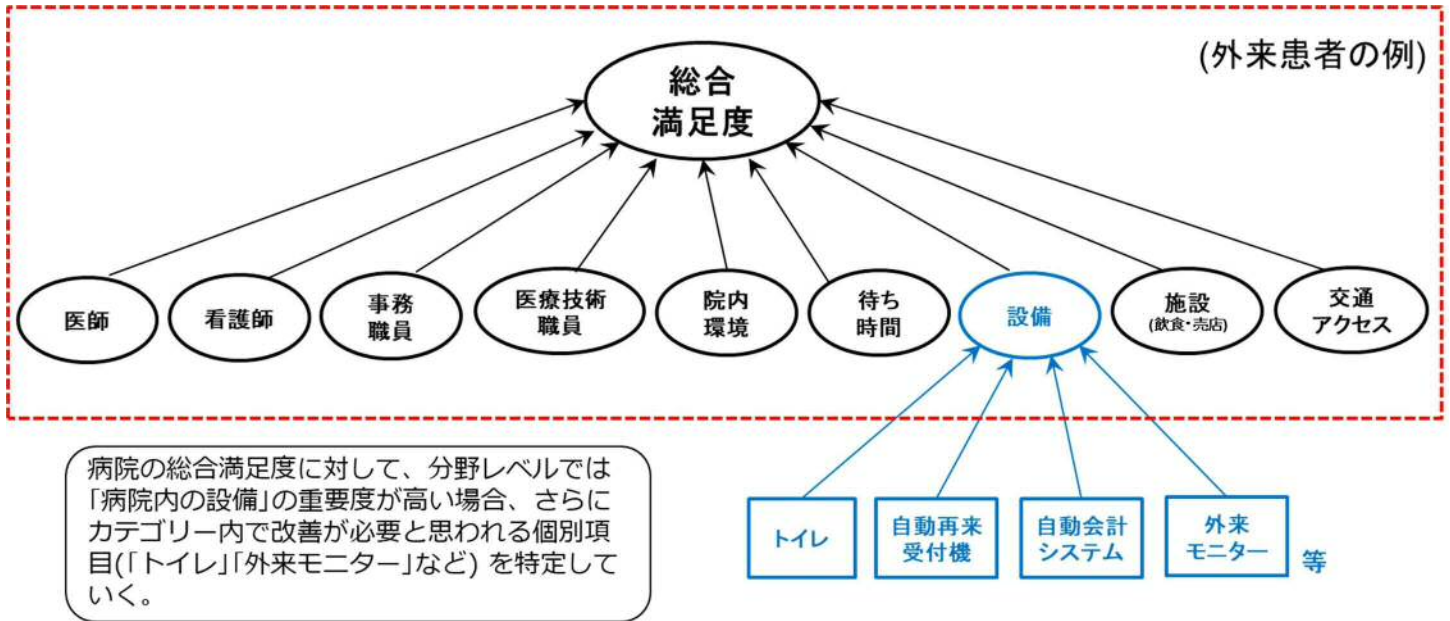 (外来患者の例)
総合
満足度
医師
看護師
事務
職員
医療技術
職員
院内
環境
待ち
時間
設備
施設
(飲食・売店)
交通
アクセス
病院の総合満足度に対して、分野レベルでは
「病院内の設備」の重要度が高い場合、さらに
カテゴリー内で改善が必要と思われる個別項
目(「トイレ」「外来モニター」など) を特定して
いく。
トイレ
自動再来
受付機
自動会計
システム
外来
モニター
等